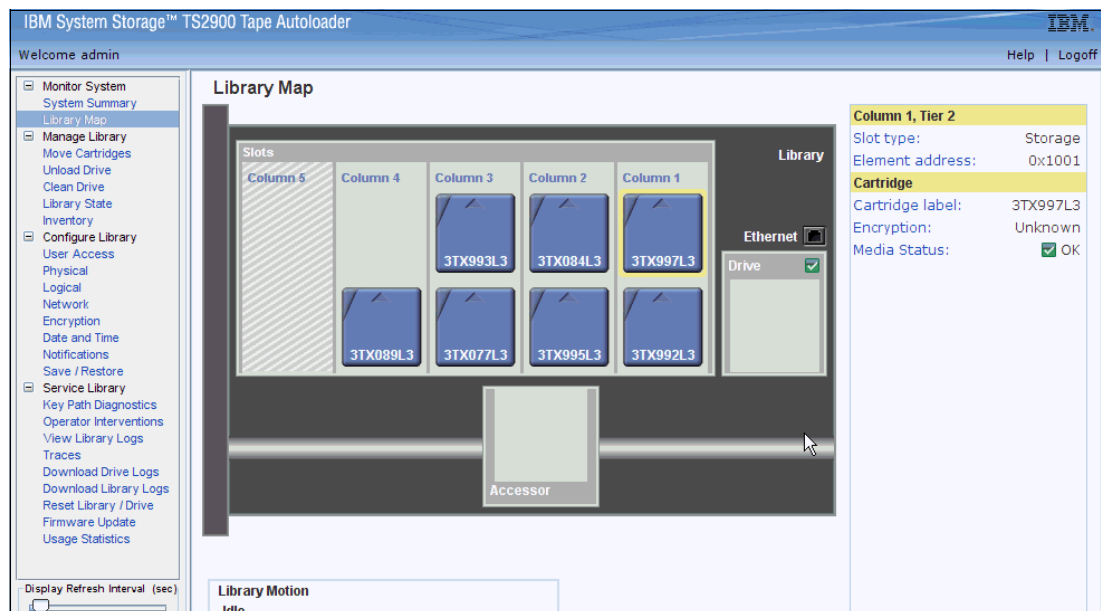 IBM System Storage™ TS2900 Tape Autoloader
IBM.
Welcome admin
Help | Logoff
Monitor System
System Summary
Library Map
Manage Library
Move Cartridges
Unload Drive
Clean Drive
Library State
Inventory
Configure Library
User Access
Physical
Logical
Network
Encryption
Date and Time
Notifications
Save / Restore
Service Library
Key Path Diagnostics
Operator Interventions
View Library Logs
Traces
Download Drive Logs
Download Library Logs
Reset Library / Drive
Firmware Update
Usage Statistics
Display Refresh Interval (sec)
Library Map
Slots
Library
Column 5
Column 4
Column 3
Column 2
Column 1
3TX993L3
3TX084L3
3TX997L3
Ethernet
Drive
3TX089L3
3TX077L3
3TX995L3
3TX992L3
Accessor
Library Motion
Idle
Column 1, Tier 2
Slot type: Storage
Element address: 0x1001
Cartridge
Cartridge label: 3TX997L3
Encryption: Unknown
Media Status: OK